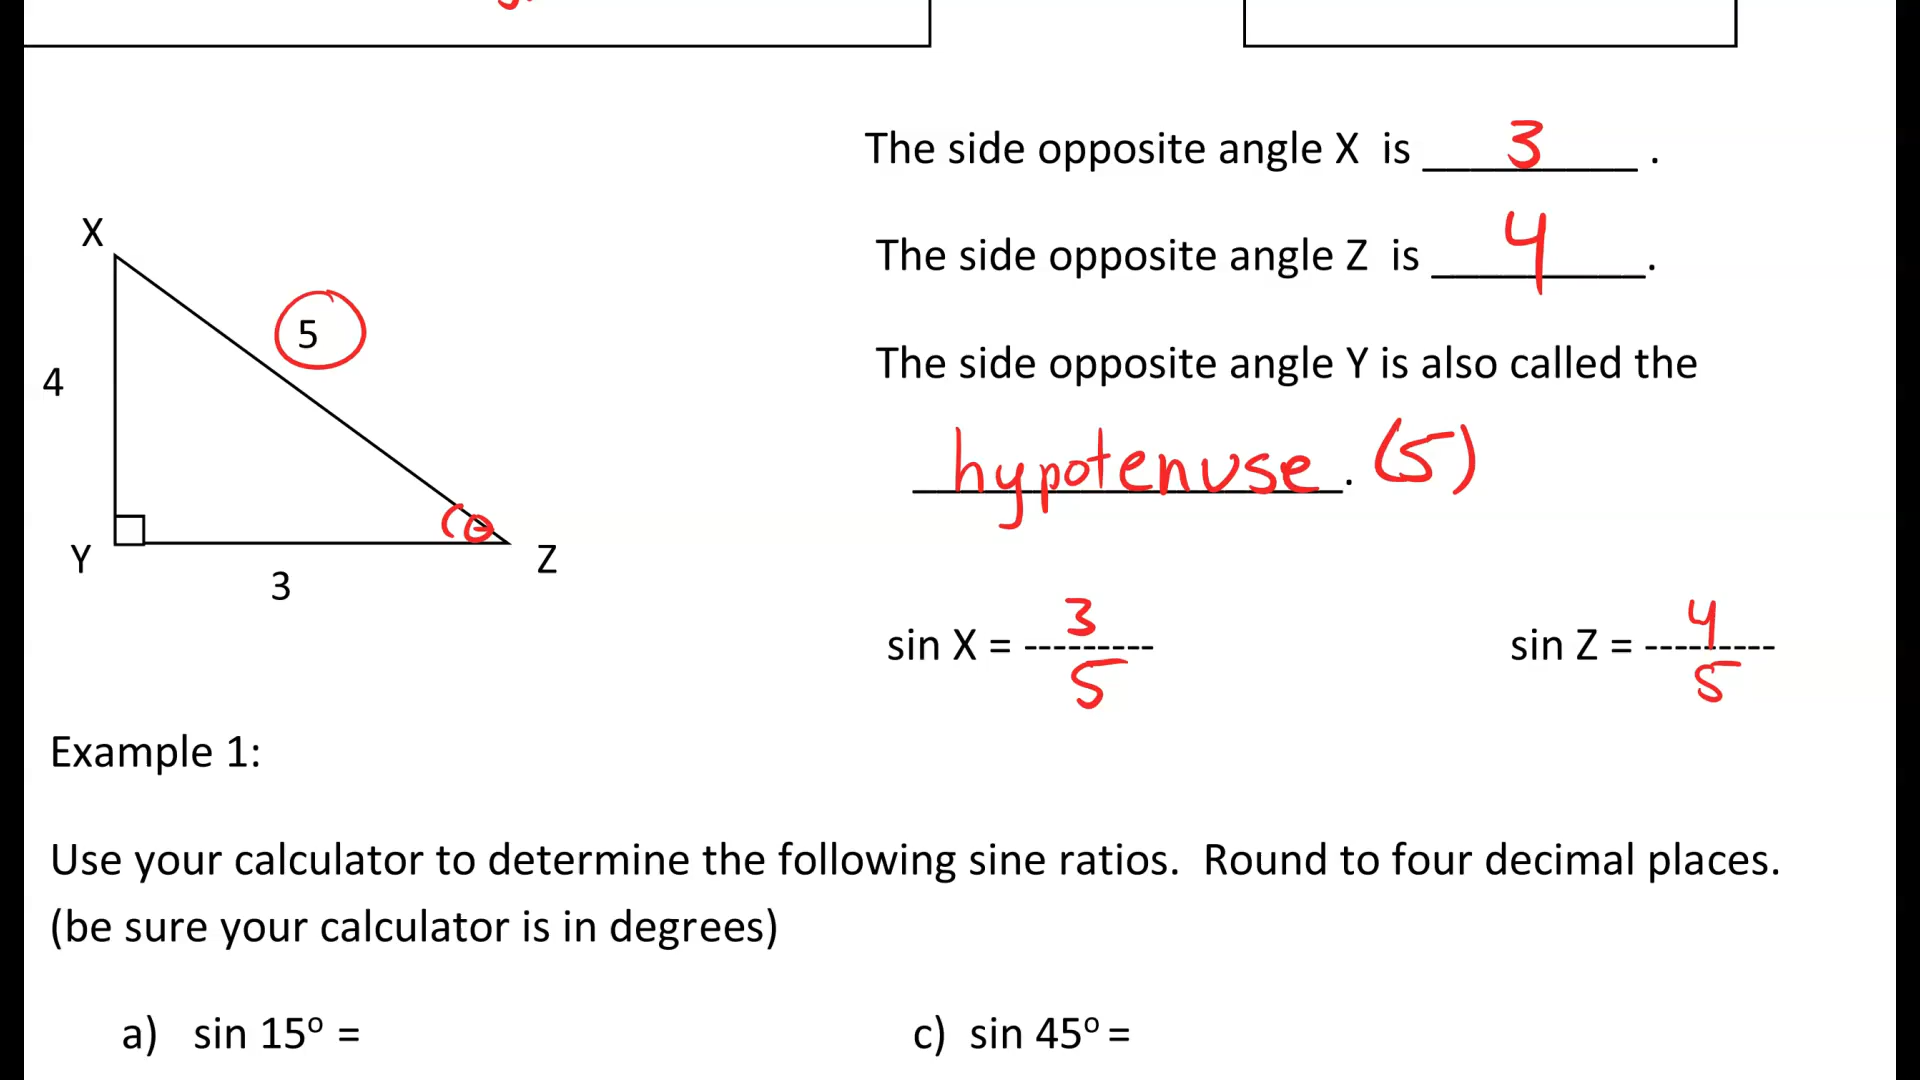 The side opposite angle X is 3 .
X
The side opposite angle Z is 4.
5
The side opposite angle Y is also called the
4
hypotenuse. (5)
Y
θ
Z
3
sin X = 3/5
sin Z = 4/5
Example 1:
Use your calculator to determine the following sine ratios. Round to four decimal places.
(be sure your calculator is in degrees)
a) sin 15º =
c) sin 45º =